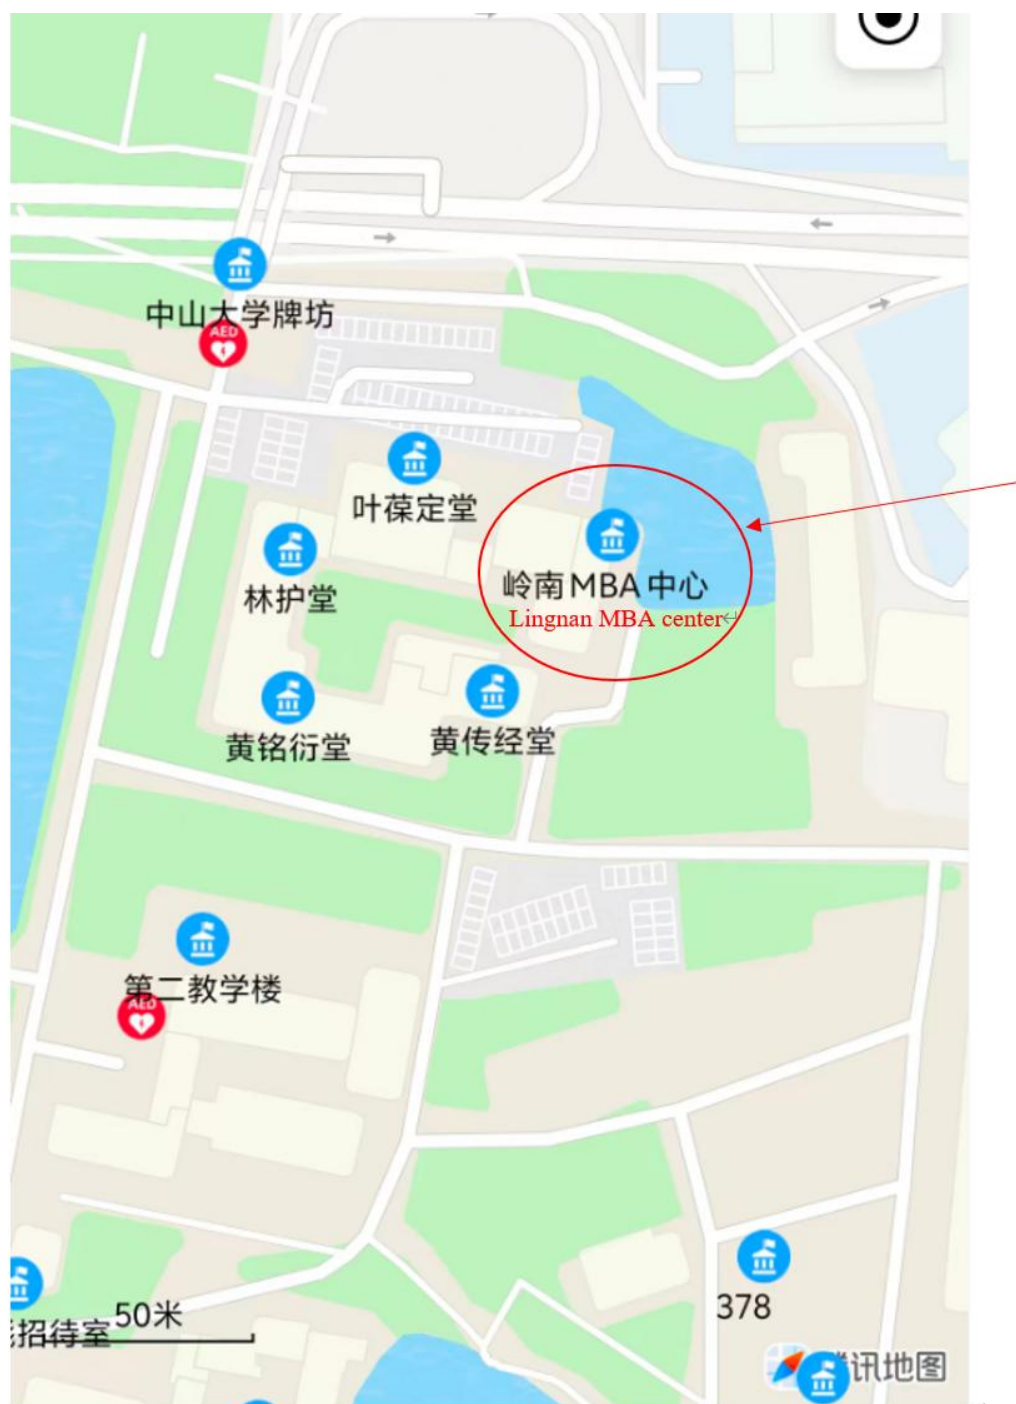 中山大学牌坊
AED
叶葆定堂
林护堂
岭南MBA中心
Lingnan MBA center
黄铭衍堂
黄传经堂
第二教学楼
AED
378
50米
招待室
讯地图